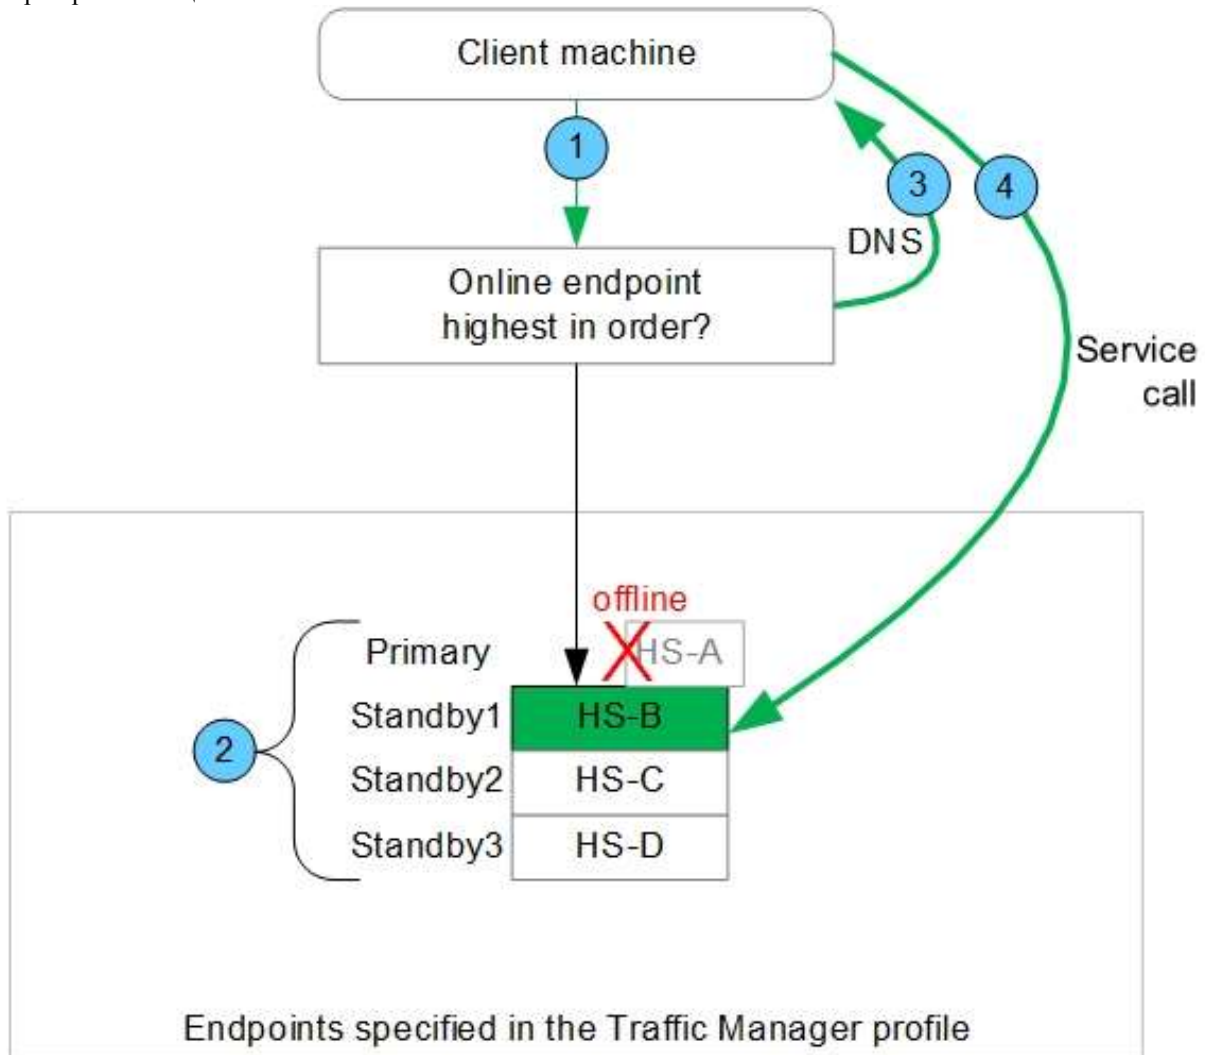 Client machine
1
3
4
DNS
Online endpoint
highest in order?
Service
call
offline
Primary HS-A
Standby1 HS-B
2
Standby2 HS-C
Standby3 HS-D
Endpoints specified in the Traffic Manager profile